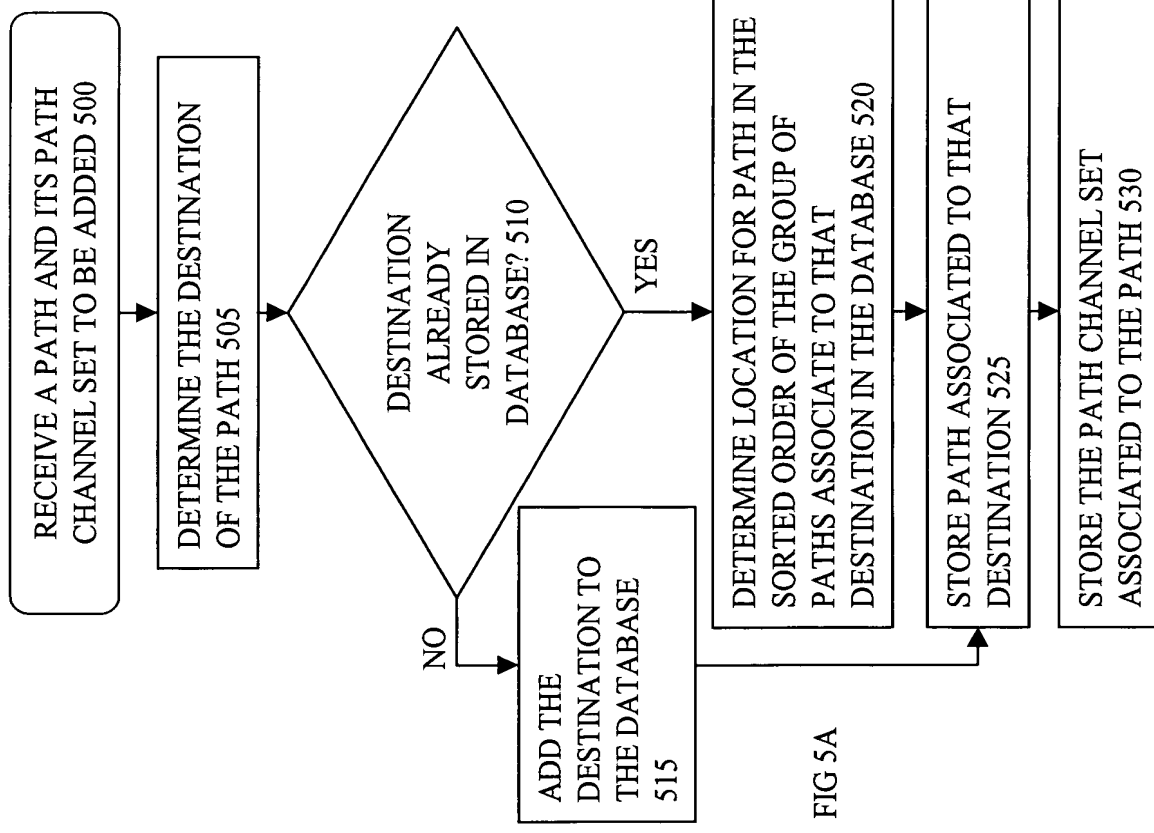 RECEIVE A PATH AND ITS PATH
CHANNEL SET TO BE ADDED 500
DETERMINE THE DESTINATION
OF THE PATH 505
DESTINATION
ALREADY
STORED IN
DATABASE? 510
NO
YES
ADD THE
DESTINATION TO
THE DATABASE
515
DETERMINE LOCATION FOR PATH IN THE
SORTED ORDER OF THE GROUP OF
PATHS ASSOCIATE TO THAT
DESTINATION IN THE DATABASE 520
STORE PATH ASSOCIATED TO THAT
DESTINATION 525
STORE THE PATH CHANNEL SET
ASSOCIATED TO THE PATH 530
FIG 5A